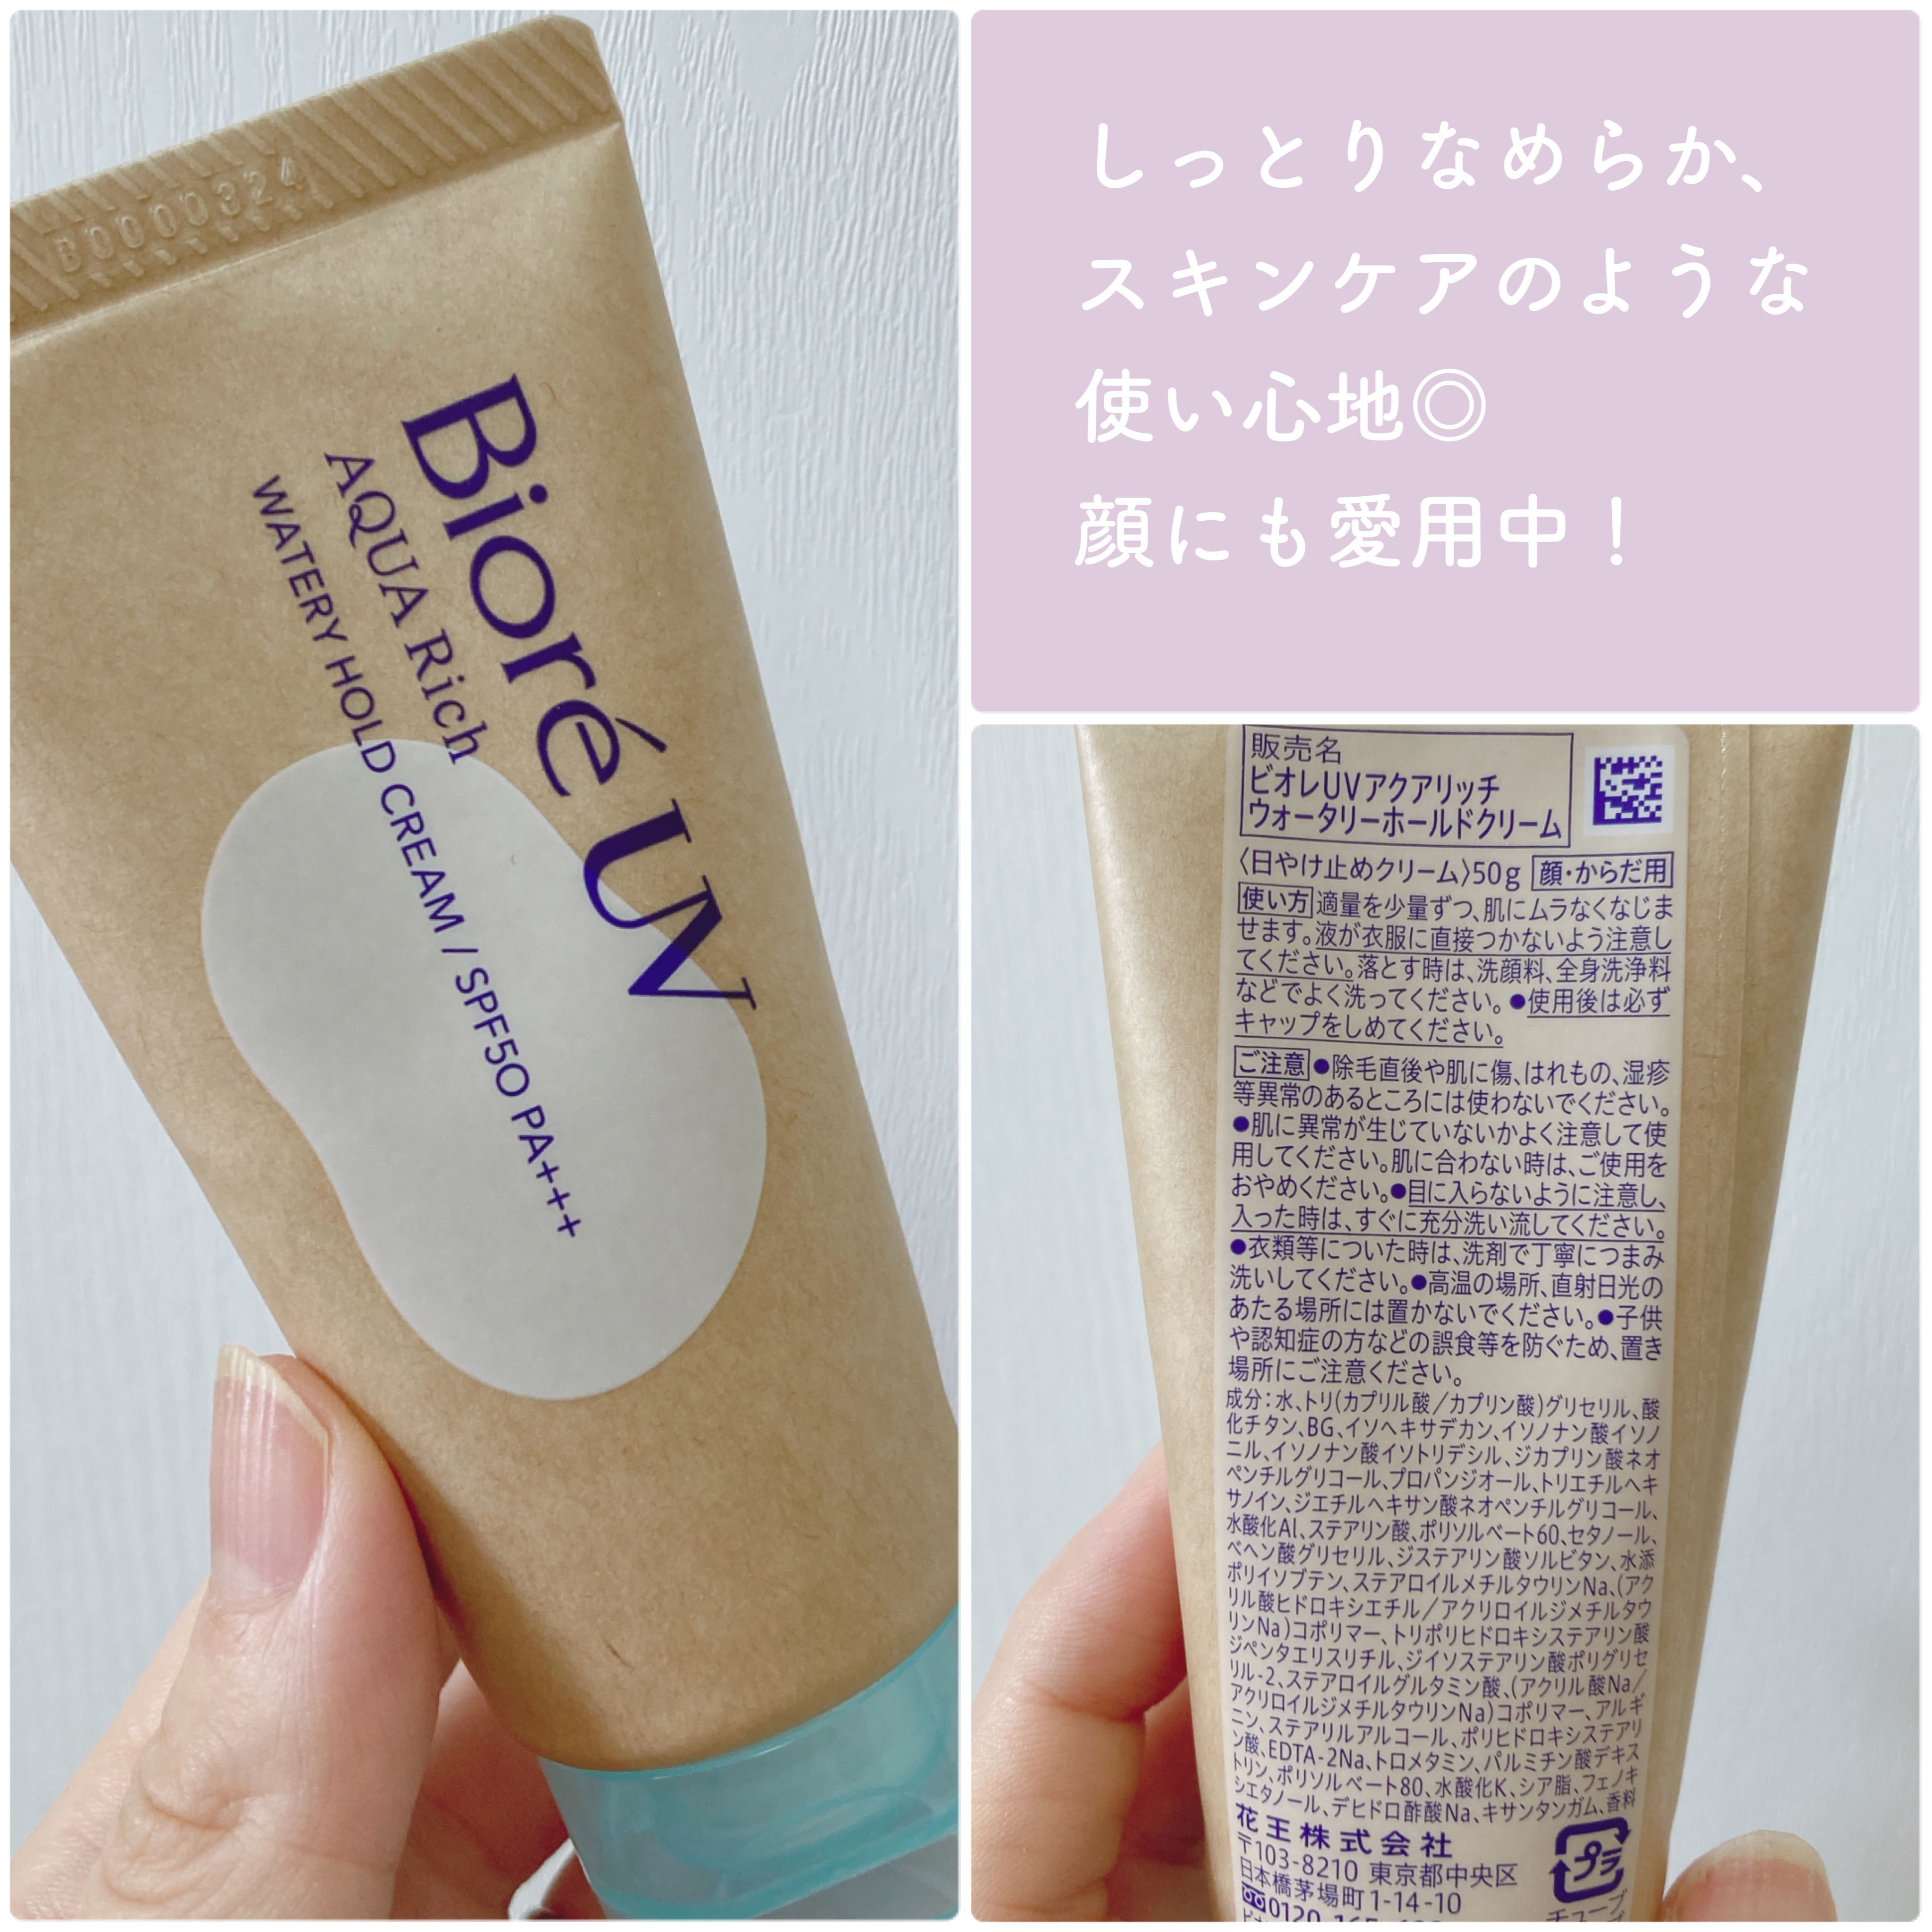 B0000324
Bioré UV
AQUA Rich
WATERY HOLD CREAM / SPF50 PA+++
しっとりなめらか、
スキンケアのような
使い心地◎
顔にも愛用中！
販売名
ビオレUVアクアリッチ
ウォータリーホールドクリーム
〈日やけ止めクリーム〉50g 顔・からだ用
使い方 適量を少量ずつ、肌にムラなくなじま
せます。液が衣服に直接つかないよう注意し
てください。落とす時は、洗顔料、全身洗浄料
などでよく洗ってください。●使用後は必ず
キャップをしめてください。
ご注意 ●除毛直後や肌に傷、はれもの、湿疹
等異常のあるところには使わないでください。
●肌に異常が生じていないかよく注意して使
用してください。肌に合わない時は、ご使用を
おやめください。●目に入らないように注意し、
入った時は、すぐに充分洗い流してください。
●衣類等についた時は、洗剤で丁寧につまみ
洗いしてください。●高温の場所、直射日光の
あたる場所には置かないでください。●子供
や認知症の方などの誤食等を防ぐため、置き
場所にご注意ください。
成分：水、トリ(カプリル酸／カプリン酸)グリセリル、酸
化チタン、BG、イソヘキサデカン、イソノナン酸イソノ
ニル、イソノナン酸イソトリデシル、ジカプリン酸ネオ
ペンチルグリコール、プロパンジオール、トリエチルヘキ
サノイン、ジエチルヘキサン酸ネオペンチルグリコール、
水酸化Al、ステアリン酸、ポリソルベート60、セタノール、
ベヘン酸グリセリル、ジステアリン酸ソルビタン、水添
ポリイソブテン、ステアロイルメチルタウリンNa、(アク
リル酸ヒドロキシエチル／アクリロイルジメチルタウ
リンNa)コポリマー、トリポリヒドロキシステアリン酸
ジペンタエリスリチル、ジイソステアリン酸ポリグリセ
リル-2、ステアロイルグルタミン酸、(アクリル酸Na／
アクリロイルジメチルタウリンNa)コポリマー、アルギ
ニン、ステアリルアルコール、ポリヒドロキシステアリ
ン酸、EDTA-2Na、トロメタミン、パルミチン酸デキス
トリン、ポリソルベート80、水酸化K、シア脂、フェノキ
シエタノール、デヒドロ酢酸Na、キサンタンガム、香料
花王株式会社
〒103-8210 東京都中央区
日本橋茅場町1-14-10
プラ
チューブ